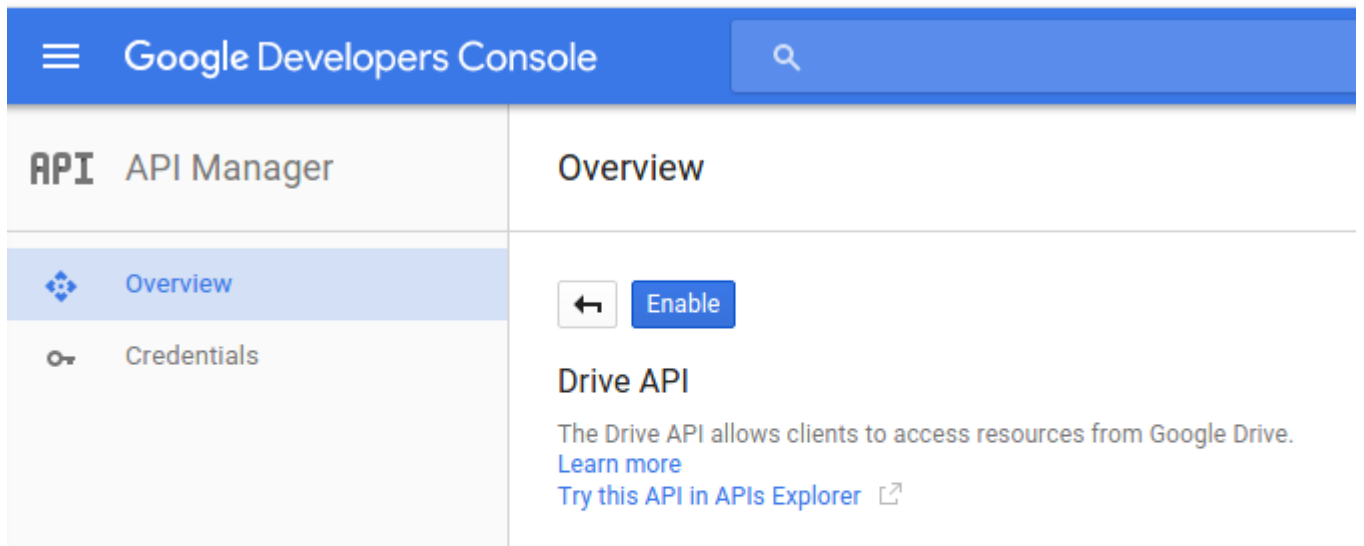 Google Developers Console
API API Manager
Overview
Overview
Credentials
Enable
Drive API
The Drive API allows clients to access resources from Google Drive.
Learn more
Try this API in APIs Explorer